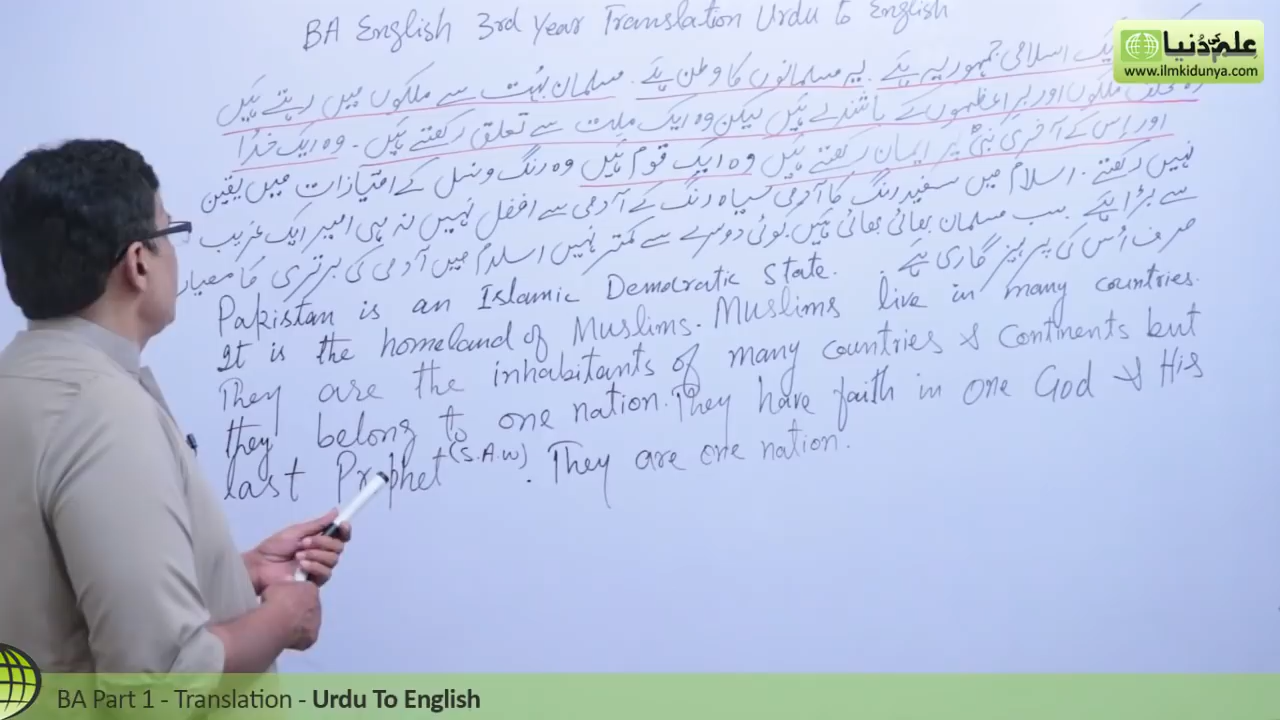 BA English 3rd Year Translation Urdu to English
علم کی دُنیا
www.ilmkidunya.com
ایک اسلامی جمہوریہ ہے. یہ مسلمانوں کا وطن ہے. مسلمان بہت سے ملکوں میں رہتے ہیں
وہ مختلف ملکوں اور براعظموں کے باشندے ہیں لیکن وہ ایک ملت سے تعلق رکھتے ہیں۔ وہ ایک خدُا
اور اس کے آخری نبیؐ پر ایمان رکھتے ہیں وہ ایک قوم ہیں وہ رنگ و نسل کے امتیازات میں یقین
نہیں رکھتے. اسلام میں سفید رنگ کا آدمی سیاہ رنگ کے آدمی سے افضل نہیں نہ ہی امیر ایک غریب
سے بڑا ہے. سب مسلمان بھائی بھائی ہیں. کوئی دوسرے سے کمتر نہیں اسلام میں آدمی کی برتری کا معیار
صرف اُس کی پرہیزگاری ہے
Pakistan is an Islamic Democratic State.
It is the homeland of Muslims. Muslims live in many countries.
They are the inhabitants of many countries & Continents but
they belong to one nation. They have faith in one God & His
last Prophet (S.A.W). They are one nation.
BA Part 1 - Translation - Urdu To English